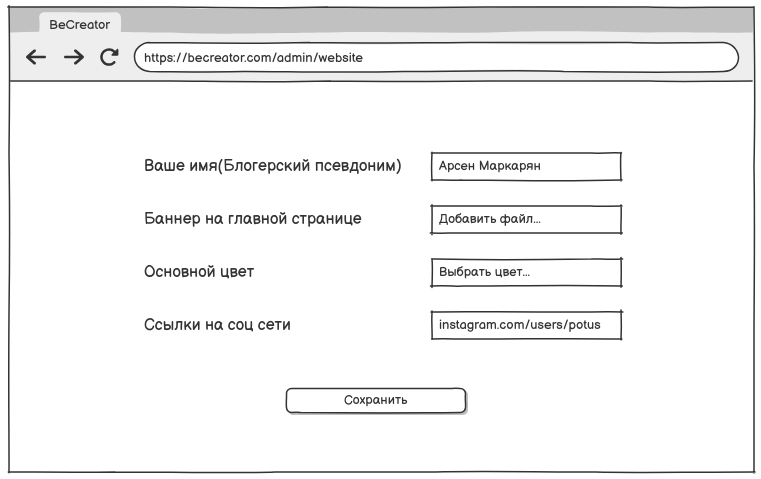 BeCreator
https://becreator.com/admin/website
Ваше имя(Блогерский псевдоним)
Арсен Маркарян
Баннер на главной странице
Добавить файл...
Основной цвет
Выбрать цвет...
Ссылки на соц сети
instagram.com/users/potus
Сохранить